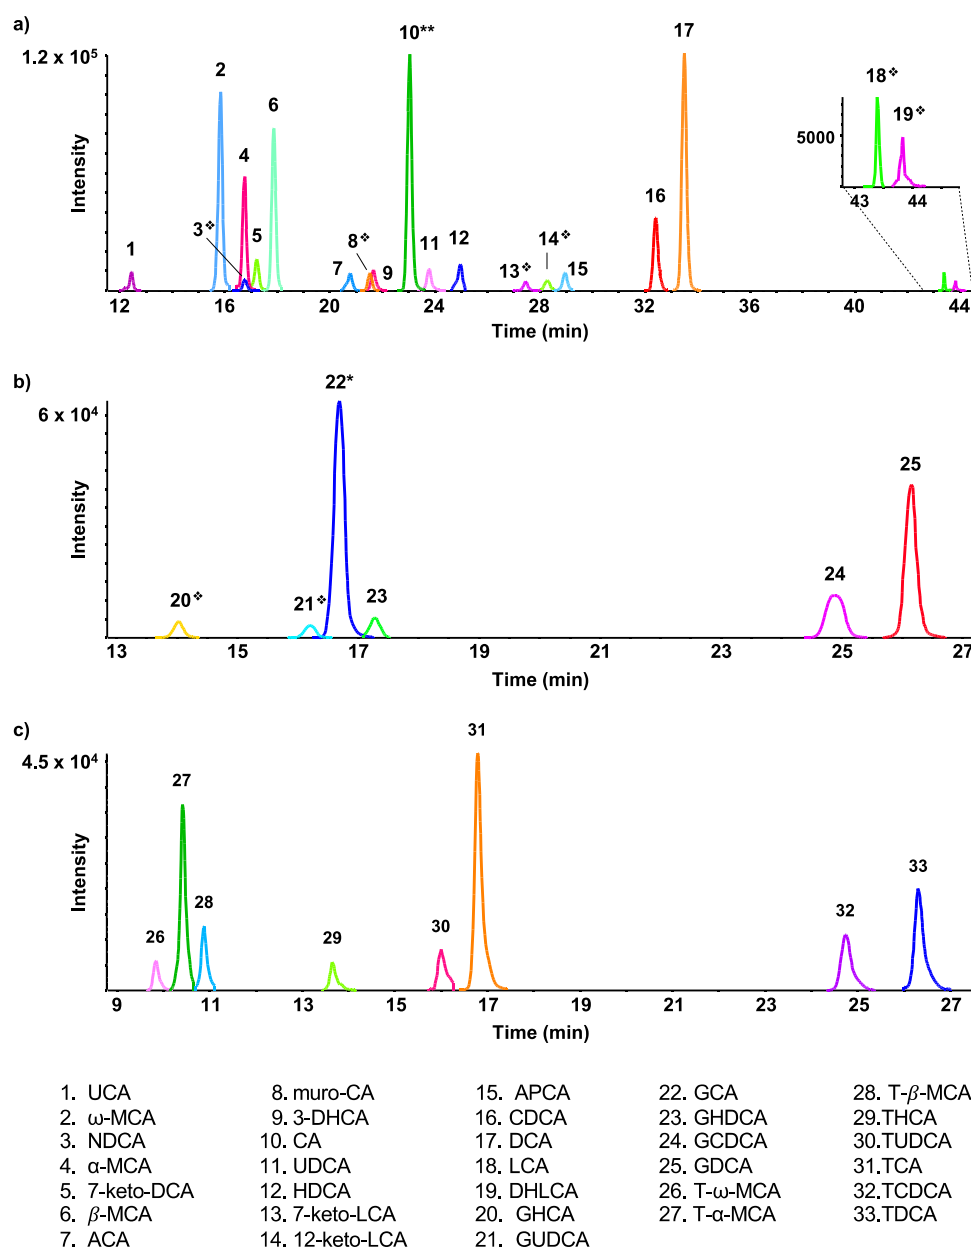 a)
1.2 x 10⁵
Intensity
1
2
3❖
4
5
6
7
8❖
9
10**
11
12
13❖
14❖
15
16
17
18❖
19❖
5000
43 44
12 16 20 24 28 32 36 40 44
Time (min)
b)
6 x 10⁴
Intensity
20❖
21❖
22*
23
24
25
13 15 17 19 21 23 25 27
Time (min)
c)
4.5 x 10⁴
Intensity
26
27
28
29
30
31
32
33
9 11 13 15 17 19 21 23 25 27
Time (min)
1. UCA
2. ω-MCA
3. NDCA
4. α-MCA
5. 7-keto-DCA
6. β-MCA
7. ACA
8. muro-CA
9. 3-DHCA
10. CA
11. UDCA
12. HDCA
13. 7-keto-LCA
14. 12-keto-LCA
15. APCA
16. CDCA
17. DCA
18. LCA
19. DHLCA
20. GHCA
21. GUDCA
22. GCA
23. GHDCA
24. GCDCA
25. GDCA
26. T-ω-MCA
27. T-α-MCA
28. T-β-MCA
29.THCA
30.TUDCA
31.TCA
32.TCDCA
33.TDCA